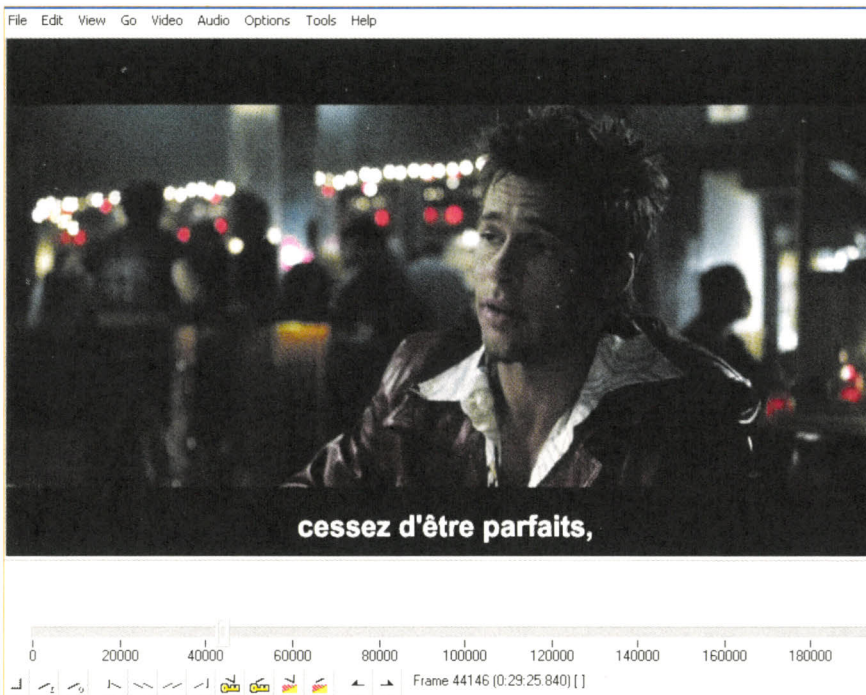 File Edit View Go Video Audio Options Tools Help
cessez d'être parfaits,
0 20000 40000 60000 80000 100000 120000 140000 160000 180000
Frame 44146 (0:29:25.840) [ ]